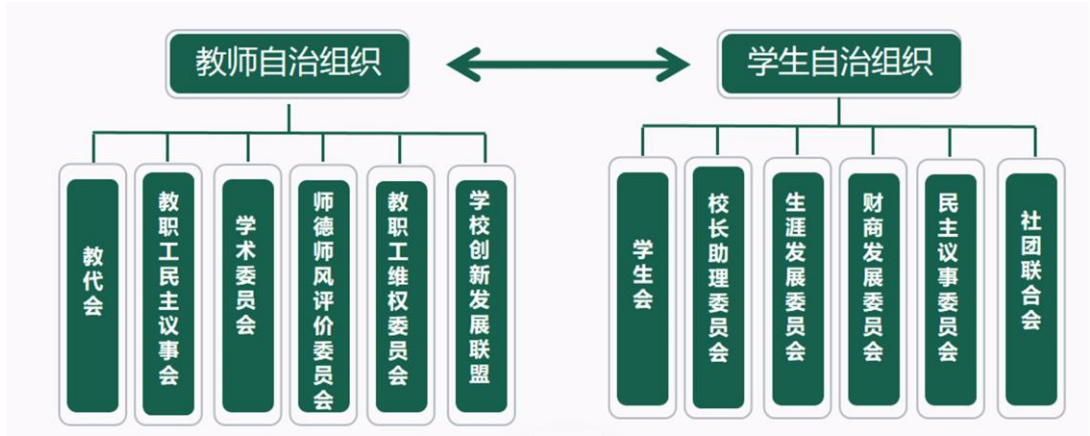 教师自治组织
学生自治组织
教代会
教职工民主议事会
学术委员会
师德师风评价委员会
教职工维权委员会
学校创新发展联盟
学生会
校长助理委员会
生涯发展委员会
财商发展委员会
民主议事委员会
社团联合会